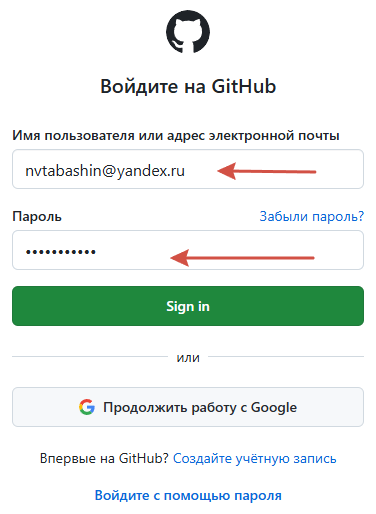 Войдите на GitHub
Имя пользователя или адрес электронной почты
nvtabashin@yandex.ru
Пароль Забыли пароль?
•••••••••••
Sign in
или
Продолжить работу с Google
Впервые на GitHub? Создайте учётную запись
Войдите с помощью пароля